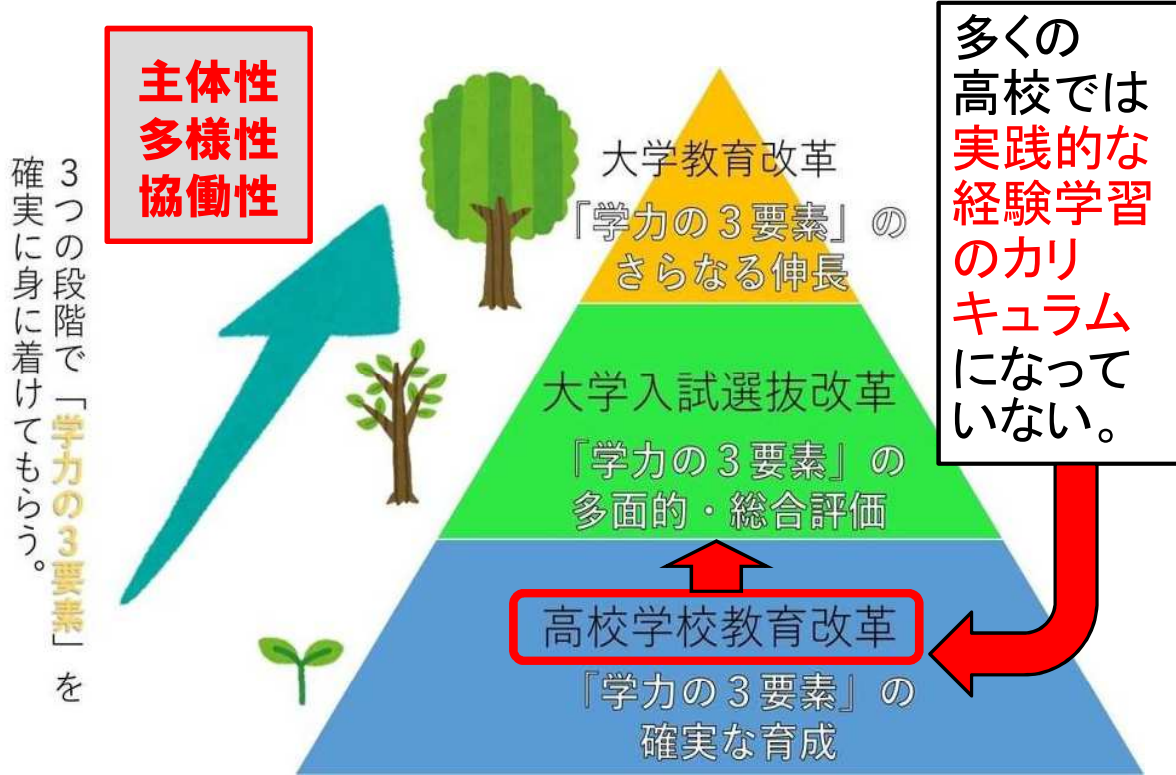 主体性
多様性
協働性
3つの段階で「学力の3要素」を
確実に身に着けてもらう。
大学教育改革
「学力の3要素」の
さらなる伸長
大学入試選抜改革
「学力の3要素」の
多面的・総合評価
高校学校教育改革
「学力の3要素」の
確実な育成
多くの
高校では
実践的な
経験学習
のカリ
キュラム
になって
いない。